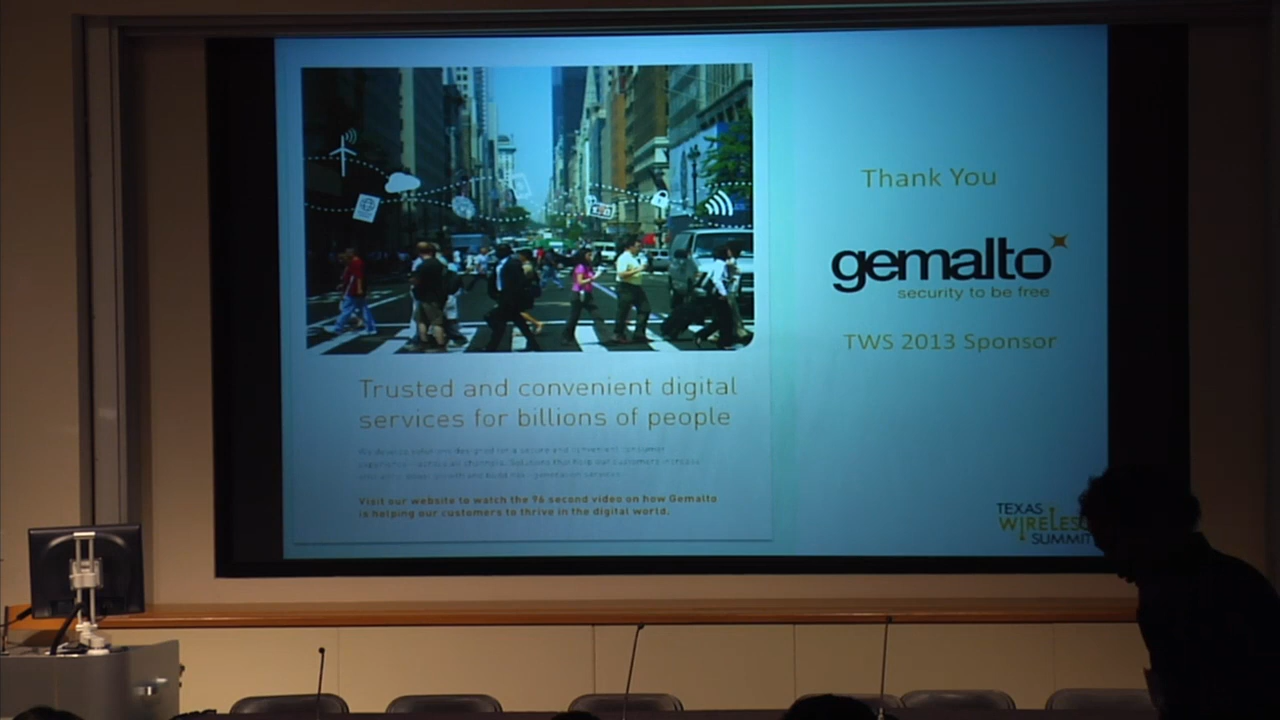 Trusted and convenient digital
services for billions of people
Visit our website to watch the 96 second video on how Gemalto
is helping our customers to thrive in the digital world.
Thank You
gemalto
security to be free
TWS 2013 Sponsor
TEXAS
WIRELESS
SUMMIT